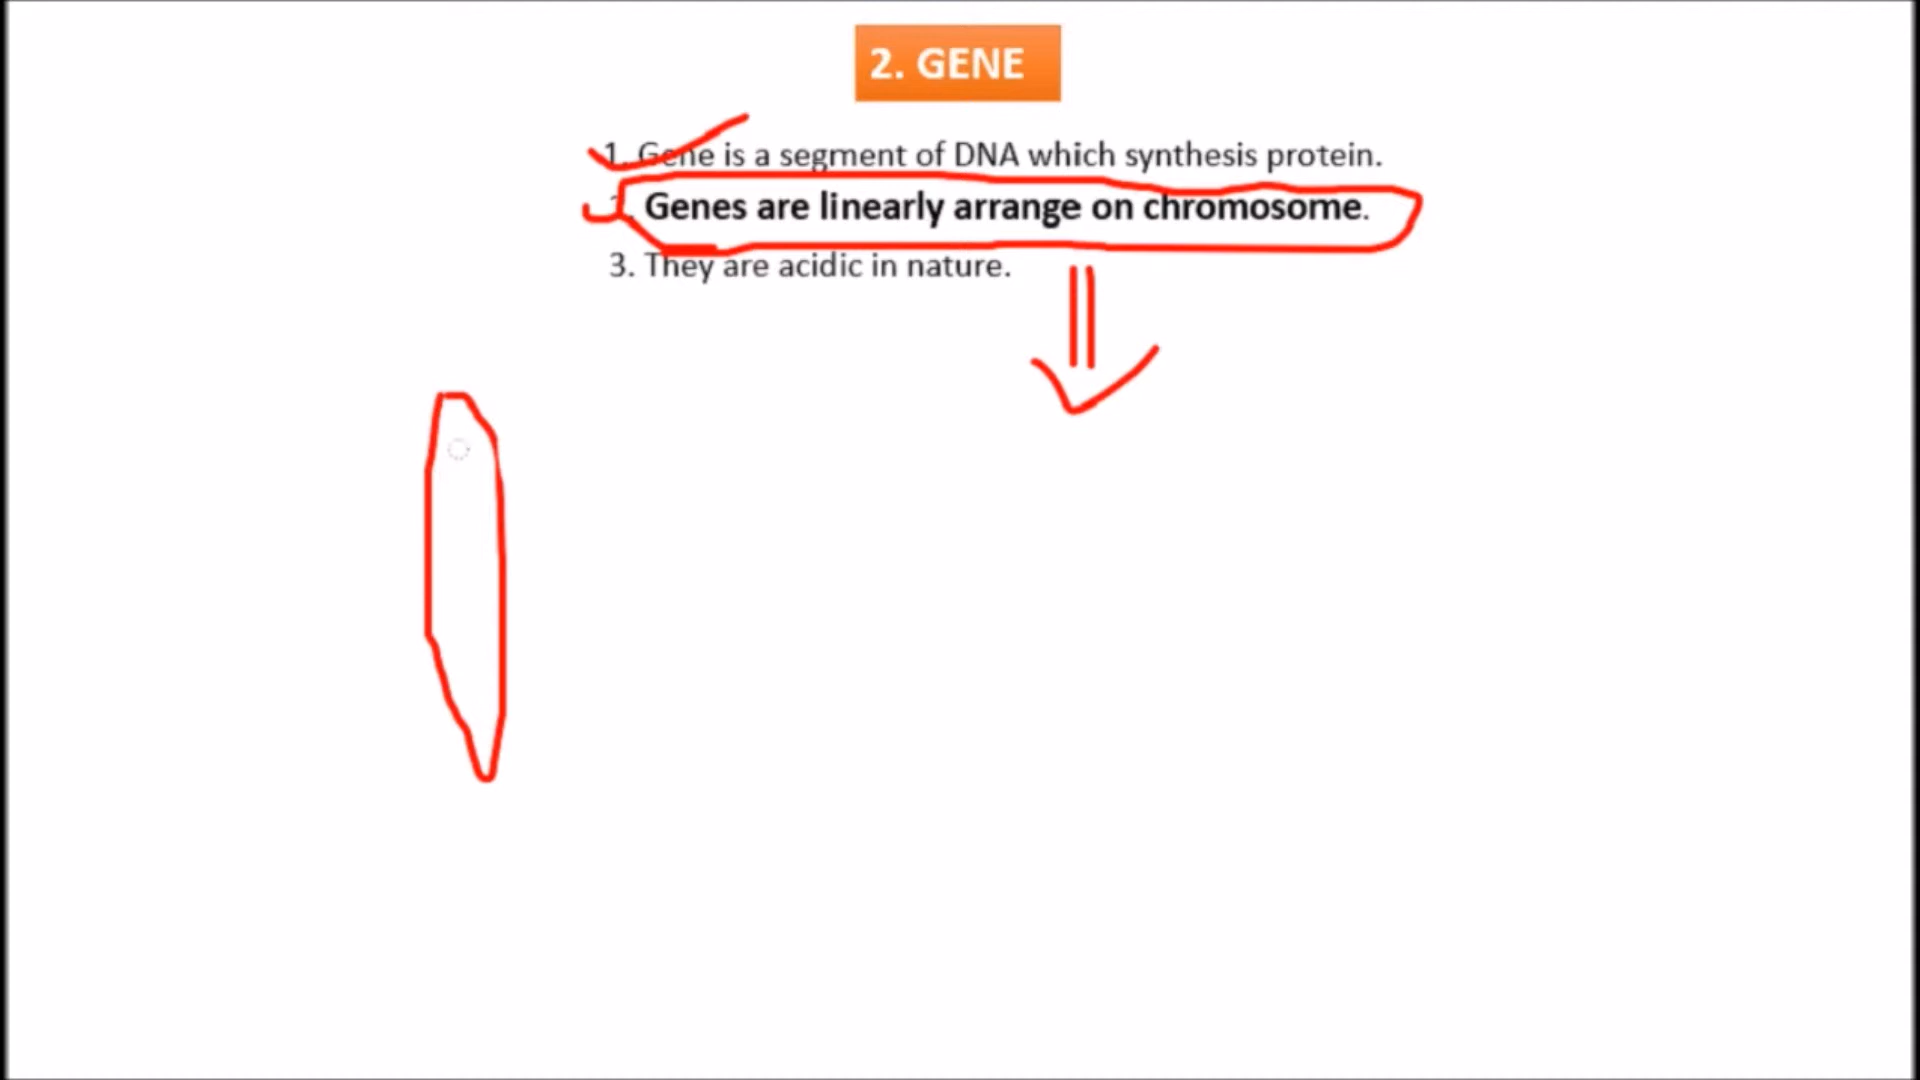 2. GENE
1. Gene is a segment of DNA which synthesis protein.
2. Genes are linearly arrange on chromosome.
3. They are acidic in nature.